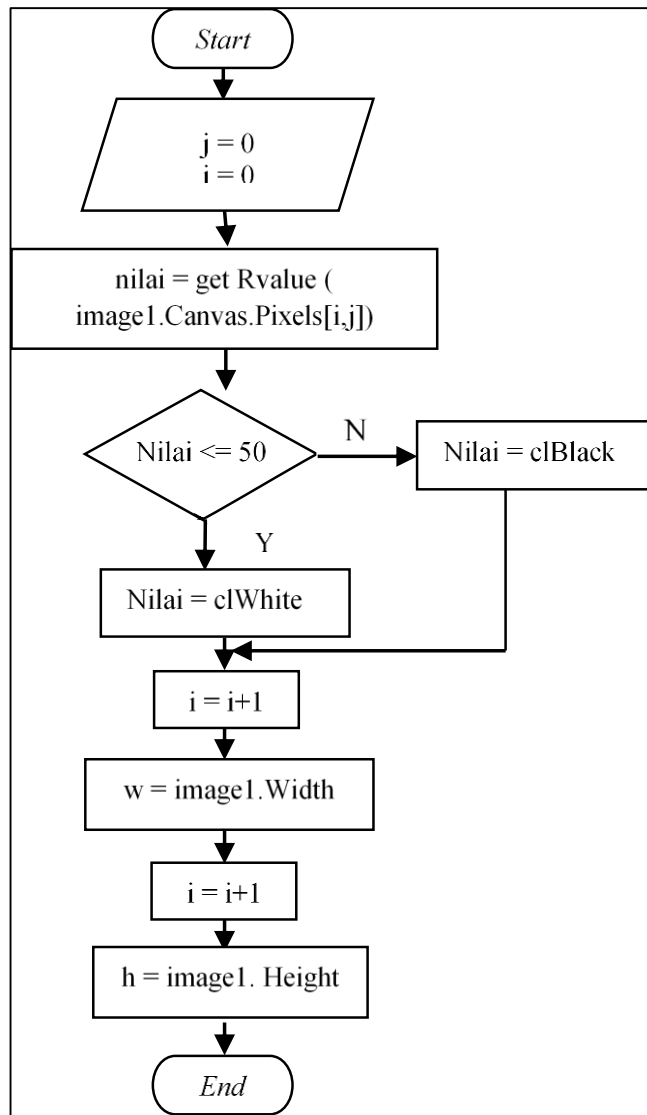 Start
j = 0
i = 0
nilai = get Rvalue (
image1.Canvas.Pixels[i,j])
Nilai <= 50
N
Nilai = clBlack
Y
Nilai = clWhite
i = i+1
w = image1.Width
i = i+1
h = image1. Height
End